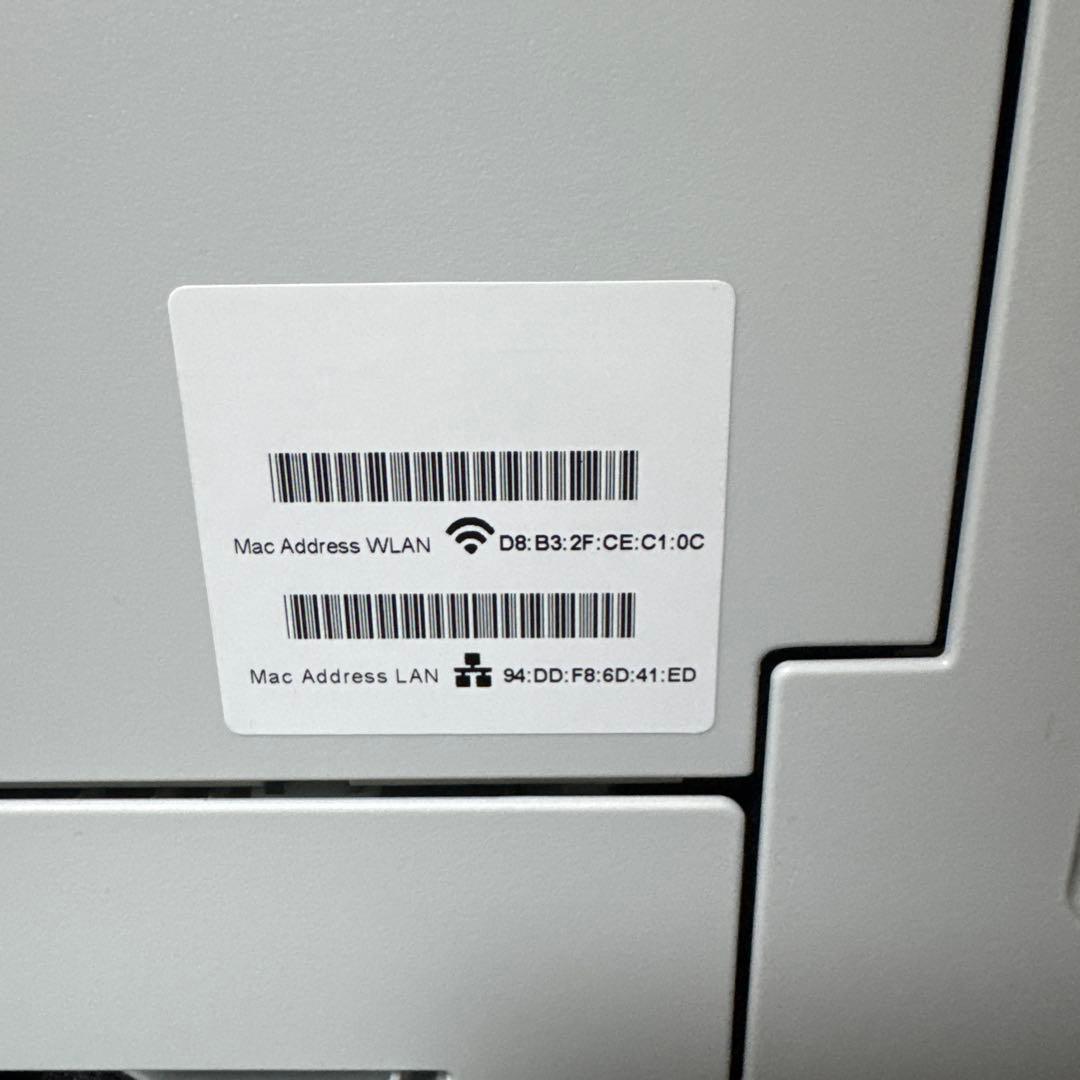 Mac Address WLAN D8:B3:2F:CE:C1:0C
Mac Address LAN 94:DD:F8:6D:41:ED